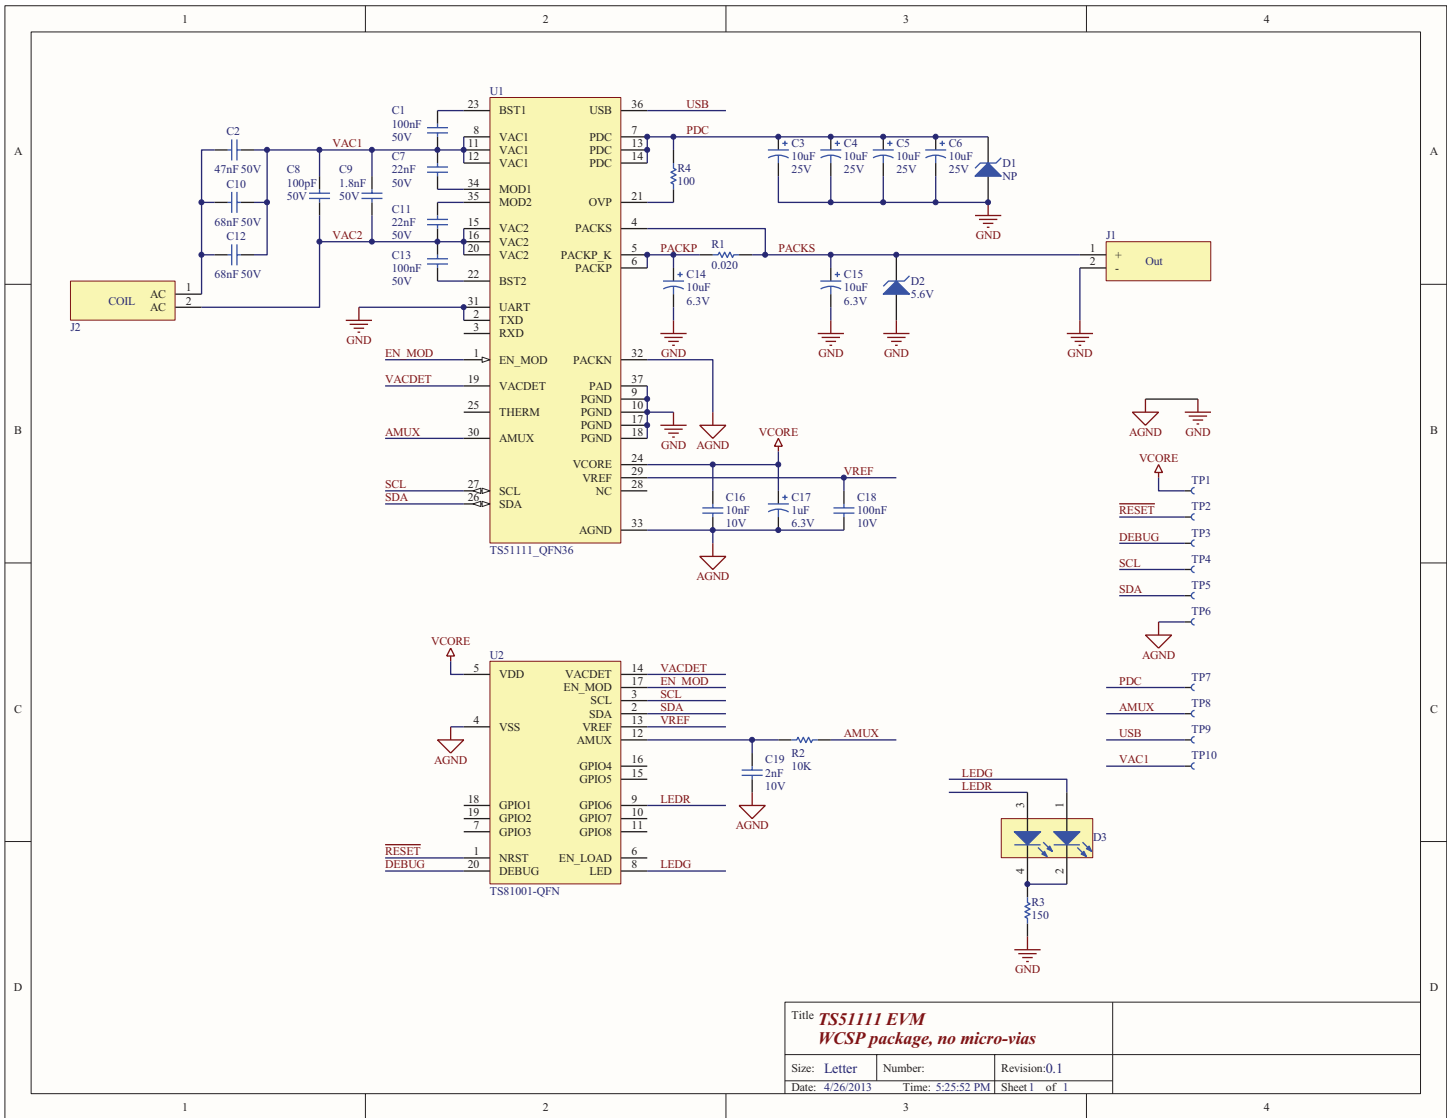 1 2 3 4
A A
B B
C C
D D
U1
23 BST1
8 VAC1
11 VAC1
12 VAC1
34 MOD1
35 MOD2
15 VAC2
16 VAC2
20 VAC2
22 BST2
31 UART
2 TXD
3 RXD
1 EN_MOD
19 VACDET
25 THERM
30 AMUX
27 SCL
26 SDA
USB 36
PDC 7
PDC 13
PDC 14
OVP 21
PACKS 4
PACKP_K 5
PACKP 6
PACKN 32
PAD 37
PGND 9
PGND 10
PGND 17
PGND 18
VCORE 24
VREF 29
NC 28
AGND 33
TS51111_QFN36
C2
47nF 50V
C10
68nF 50V
C12
68nF 50V
COIL
AC 1
AC 2
J2
VAC1
VAC2
C8
100pF
50V
C9
1.8nF
50V
C1
100nF
50V
C7
22nF
50V
C11
22nF
50V
C13
100nF
50V
GND
EN_MOD
VACDET
AMUX
SCL
SDA
USB
PDC
R4
100
+ C3
10uF
25V
+ C4
10uF
25V
+ C5
10uF
25V
+ C6
10uF
25V
D1
NP
GND
PACKP
R1
0.020
PACKS
+ C14
10uF
6.3V
GND
+ C15
10uF
6.3V
GND
D2
5.6V
GND
J1
1 +
2 -
Out
GND
GND
AGND
VCORE
VREF
C16
10nF
10V
+ C17
1uF
6.3V
C18
100nF
10V
AGND
AGND
GND
VCORE
TP1
RESET TP2
DEBUG TP3
SCL TP4
SDA TP5
TP6
AGND
PDC TP7
AMUX TP8
USB TP9
VAC1 TP10
VCORE
U2
5 VDD
4 VSS
AGND
18 GPIO1
19 GPIO2
7 GPIO3
RESET 1 NRST
DEBUG 20 DEBUG
VACDET 14 VACDET
EN_MOD 17 EN_MOD
SCL 3 SCL
SDA 2 SDA
VREF 13 VREF
AMUX 12
GPIO4 16
GPIO5 15
GPIO6 9 LEDR
GPIO7 10
GPIO8 11
EN_LOAD 6
LED 8 LEDG
TS81001-QFN
C19
2nF
10V
AGND
R2
10K
AMUX
LEDG
LEDR
3 1
D3
4 2
R3
150
GND
Title TS51111 EVM
WCSP package, no micro-vias
Size: Letter Number: Revision:0.1
Date: 4/26/2013 Time: 5:25:52 PM Sheet 1 of 1
1 2 3 4